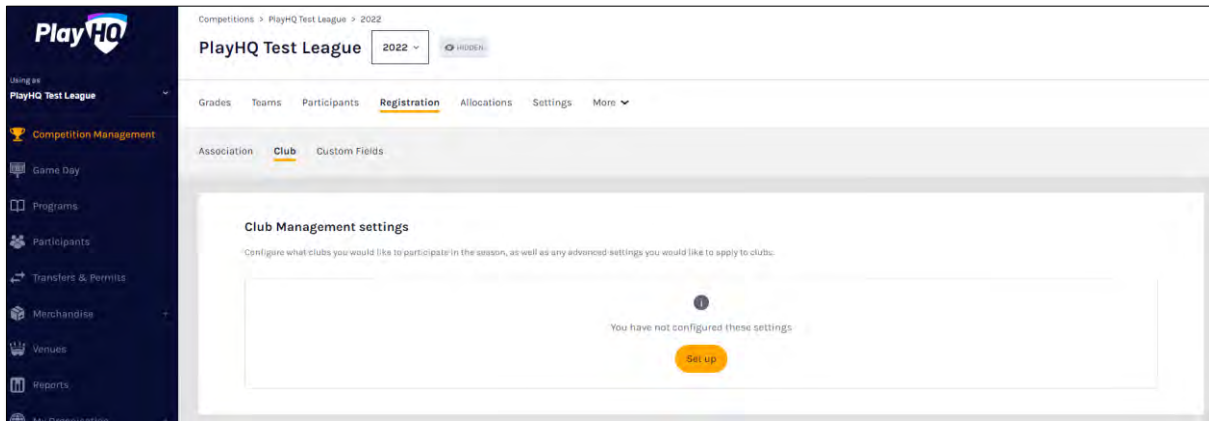 PlayHQ
Using as
PlayHQ Test League
Competition Management
Game Day
Programs
Participants
Transfers & Permits
Merchandise +
Venues
Reports
My Organisation
Competitions > PlayHQ Test League > 2022
PlayHQ Test League 2022 HIDDEN
Grades Teams Participants Registration Allocations Settings More
Association Club Custom Fields
Club Management settings
Configure what clubs you would like to participate in the season, as well as any advanced settings you would like to apply to clubs.
You have not configured these settings
Set up